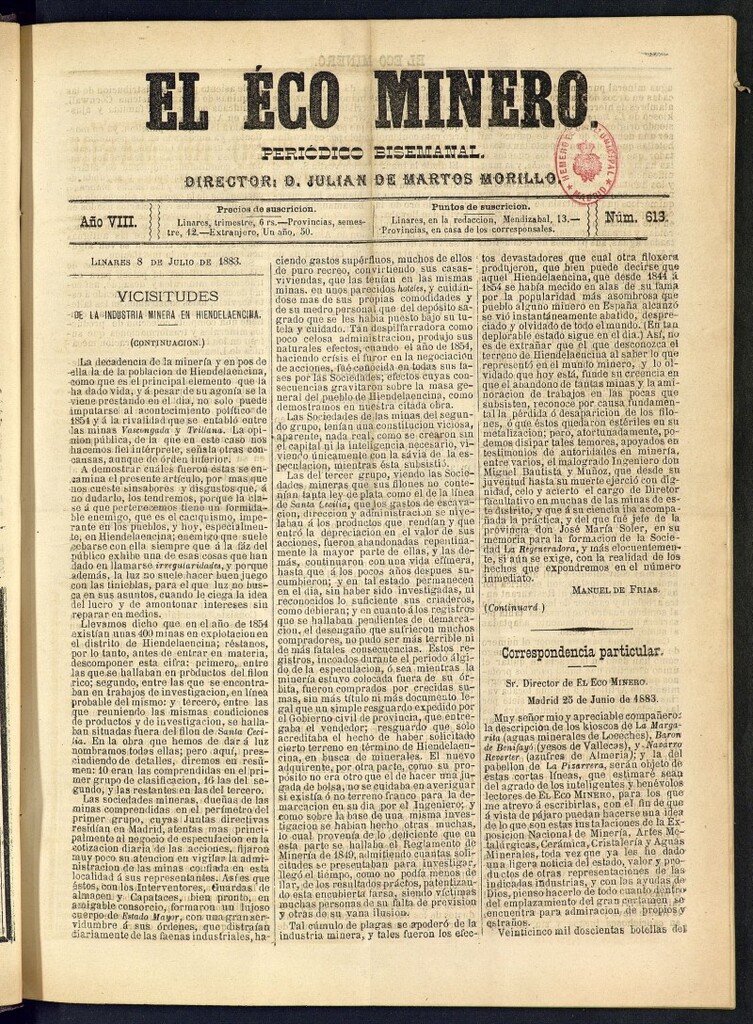 EL ÉCO MINERO.
PERIÓDICO BISEMANAL.
DIRECTOR: D. JULIAN DE MARTOS MORILLO.
HEMEROTECA MUNICIPAL
MADRID
Año VIII.
Precios de suscricion.
Linares, trimestre, 6 rs.—Provincias, semes-
tre, 12.—Extranjero, Un año, 50.
Puntos de suscricion.
Linares, en la redaccion, Mendizabal, 13.—
Provincias, en casa de los corresponsales.
Núm. 613.
LINARES 8 DE JULIO DE 1883.
VICISITUDES
DE LA INDUSTRIA MINERA EN HIENDELAENCINA.
(CONTINUACION.)
La decadencia de la minería y en pos de
ella la de la poblacion de Hiendelaencina,
como que es el principal elemento que la
ha dado vida, y á pesar de su agonía se la
viene prestando en el dia, no solo puede
imputarse al acontecimiento político de
1854 y á la rivalidad que se entabló entre
las minas Vascongada y Trillana. La opi-
nion pública, de la que en este caso nos
hacemos fiel intérprete, señala otras con-
causas, aunque de órden inferior.
A demostrar cuáles fueron éstas se en-
camina el presente artículo, por mas que
nos cueste sinsabores y disgustos que, á
no dudarlo, los tendremos, porque la cla-
se á que pertenecemos tiene un formida-
ble enemigo, que es el caciquismo, impe-
rante en los pueblos, y hoy, especialmen-
te, en Hiendelaencina; enemigo que suele
cebarse con ella siempre que á la faz del
público exhibe una de esas cosas que han
dado en llamarse irregularidades, y porque
además, la luz no suele hacer buen juego
con las tinieblas, para el que luz no bus-
ca en sus asuntos, cuando le ciega la idea
del lucro y de amontonar intereses sin
reparar en medios.
Llevamos dicho que en el año de 1854
existían unas 400 minas en explotacion en
el distrito de Hiendelaencina; réstanos,
por lo tanto, antes de entrar en materia,
descomponer esta cifra: primero, entre
las que se hallaban en productos del filon
rico; segundo, entre las que se encontra-
ban en trabajos de investigacion, en línea
probable del mismo; y tercero, entre las
que reuniendo las mismas condiciones
de productos y de investigacion, se halla-
ban situadas fuera del filon de Santa Ceci-
lia. En la obra que hemos de dar á luz
nombramos todas ellas; pero aquí, pres-
cindiendo de detalles, diremos en resú-
men: 10 eran las comprendidas en el pri-
mer grupo de clasificacion, 16 las del se-
gundo, y las restantes en las del tercero.
Las sociedades mineras, dueñas de las
minas comprendidas en el perímetro del
primer grupo, cuyas Juntas directivas
residían en Madrid, atentas mas princi-
palmente al negocio de especulacion en la
cotizacion diaria de las acciones, fijaron
muy poco su atencion en vigilar la admi-
nistracion de las minas confiada en esta
localidad á sus representantes. Así es que
éstos, con los Interventores, Guardas de
almacen y Capataces, bien pronto, en
amigable consorcio, formaron un lujoso
cuerpo de Estado Mayor, con una gran ser-
vidumbre á sus órdenes, que distraían
diariamente de las faenas industriales, ha-
ciendo gastos supérfluos, muchos de ellos
de puro recreo, convirtiendo sus casas-
viviendas, que las tenían en las mismas
minas, en unos parecidos hoteles, y cuidán-
dose mas de sus propias comodidades y
de su medro personal que del depósito sa-
grado que se les había puesto bajo su tu-
tela y cuidado. Tan despilfarradora como
poco celosa administracion, produjo sus
naturales efectos, cuando el año de 1854,
haciendo crísis el furor en la negociacion
de acciones, fué conocida en todas sus fa-
ses por las Sociedades; efectos cuyas con-
secuencias gravitaron sobre la masa gene-
ral del pueblo de Hiendelaencina, como
demostramos en nuestra citada obra.
Las Sociedades de las minas del segun-
do grupo, tenían una constitucion viciosa,
aparente, nada real, como se crearon sin
el capital ni la inteligencia necesario, vi-
viendo únicamente con la sávia de la es-
peculacion, mientras ésta subsistió.
Las del tercer grupo, viendo las Socie-
dades mineras que sus filones no conte-
nían tanta ley de plata como el de la línea
de Santa Cecilia, que los gastos de escava-
cion, direccion y administracion se nive-
laban á los productos que rendían y que
entró la depreciacion en el valor de sus
acciones, fueron abandonadas repentina-
mente la mayor parte de ellas, y las de-
más, continuaron con una vida efímera,
hasta que á los pocos años despues su-
cumbieron; y en tal estado permanecen
en el dia, sin haber sido investigadas, ni
reconocidos lo suficiente sus criaderos,
como debieran; y en cuanto á los registros
que se hallaban pendientes de demarca-
cion, el desengaño que sufrieron muchos
compradores, no pudo ser más terrible ni
de más fatales consecuencias. Estos re-
gistros, incoados durante el período álgi-
do de la especulacion, ó sea mientras la
minería estuvo colocada fuera de su ór-
bita, fueron comprados por crecidas su-
mas, sin más título ni más documento le-
gal que un simple resguardo expedido por
el Gobierno civil de provincia, que entre-
gaba el vendedor; resguardo que solo
acreditaba el hecho de haber solicitado
cierto terreno en término de Hiendelaen-
cina, en busca de minerales. El nuevo
adquirente, por otra parte, como su pro-
pósito no era otro que el de hacer una ju-
gada de bolsa, no se cuidaba en averiguar
si existía ó no terreno franco para la de-
marcacion en su dia por el Ingeniero; y
como sobre la base de una misma inves-
tigacion se habían hecho otras muchas,
lo cual provenía de lo deficiente que en
esta parte se hallaba el Reglamento de
Minería de 1849, admitiendo cuantas soli-
citudes se presentaban para investigar,
llegó el tiempo, como no podía menos de
llar, de los resultados práctos, patentizan-
do esta encubierta farsa, siendo víctimas
muchas personas de su falta de prevision
y otras de su vana ilusion.
Tal cúmulo de plagas se apoderó de la
industria minera, y tales fueron los efec-
tos devastadores que cual otra filoxera
produjeron, que bien puede decirse que
aquel Hiendelaencina, que desde 1844 á
1854 se había mecido en alas de su fama
por la popularidad más asombrosa que
pueblo alguno minero en España alcanzó
se vió instantáneamente abatido, despre-
ciado y olvidado de todo el mundo. (En tan
deplorable estado sigue en el dia.) Así, no
es de extrañar que el que desconozca el
terreno de Hiendelaencina al saber lo que
representó en el mundo minero, y lo ol-
vidado que hoy está, funde su creencia en
que el abandono de tantas minas y la ami-
noracion de trabajos en las pocas que
subsisten, reconoce por causa fundamen-
tal la pérdida ó desaparicion de los filo-
nes, ó que éstos quedaron estériles en su
metalizacion; pero, afortunadamente, po-
demos disipar tales temores, apoyados en
testimonios de autoridades en minería,
entre varios, el malogrado Ingeniero don
Miguel Bautista y Muñoz, que desde su
juventud hasta su muerte ejerció con dig-
nidad, celo y acierto el cargo de Diretor
facultativo en muchas de las minas de es-
te distrito, y que á su ciencia iba acompa-
ñada la práctica, y del que fué jefe de la
provincia don José María Soler, en su
memoria para la formacion de la Socie-
dad La Regeneradora, y más elocuentemen-
te, si aún se exige, con la realidad de los
hechos que expondremos en el número
inmediato.
MANUEL DE FRIAS.
(Continuará)
Correspondencia particular.
Sr. Director de EL ECO MINERO.
Madrid 25 de Junio de 1883.
Muy señor mio y apreciable compañero:
la descripcion de los kioscos de La Marga-
rita (aguas minerales de Loeches), Baron
de Benifayó (yesos de Vallecas), y Navarro
Reverter (azufres de Almería); y la del
pabellon de La Pizarrera, serán objeto de
estas cortas líneas, que estimaré sean
del agrado de los inteligentes y benévolos
lectores de EL ECO MINERO, para los que
me atrevo á escribirlas, con el fin de que
á vista de pájaro puedan hacerse una idea
de lo que son estas instalaciones de la Ex-
posicion Nacional de Minería, Artes Me-
talúrgicas, Cerámica, Cristalería y Aguas
Minerales, toda vez que ya les he dado
una ligera noticia del estado, valor y pro-
ductos de otras representaciones de las
indicadas industrias, y con las ayudas de
Dios, pienso hacerlo de todo cuanto dentro
del emplazamiento del gran certamen se
encuentra para admiracion de propios y
estraños.
Veinticinco mil doscientas botellas del